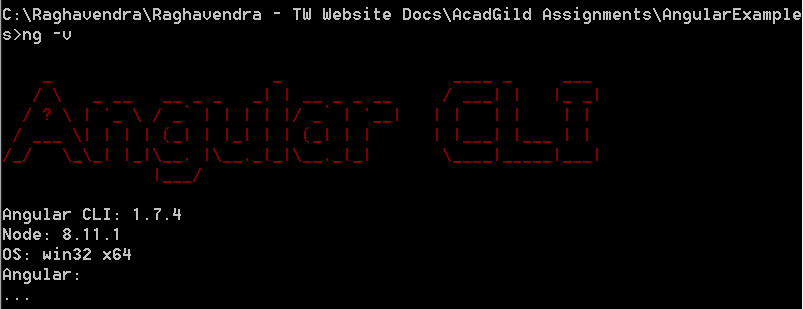 C:\Raghavendra\Raghavendra - TW Website Docs\AcadGild Assignments\AngularExample
s>ng -v
Angular CLI
Angular CLI: 1.7.4
Node: 8.11.1
OS: win32 x64
Angular:
...